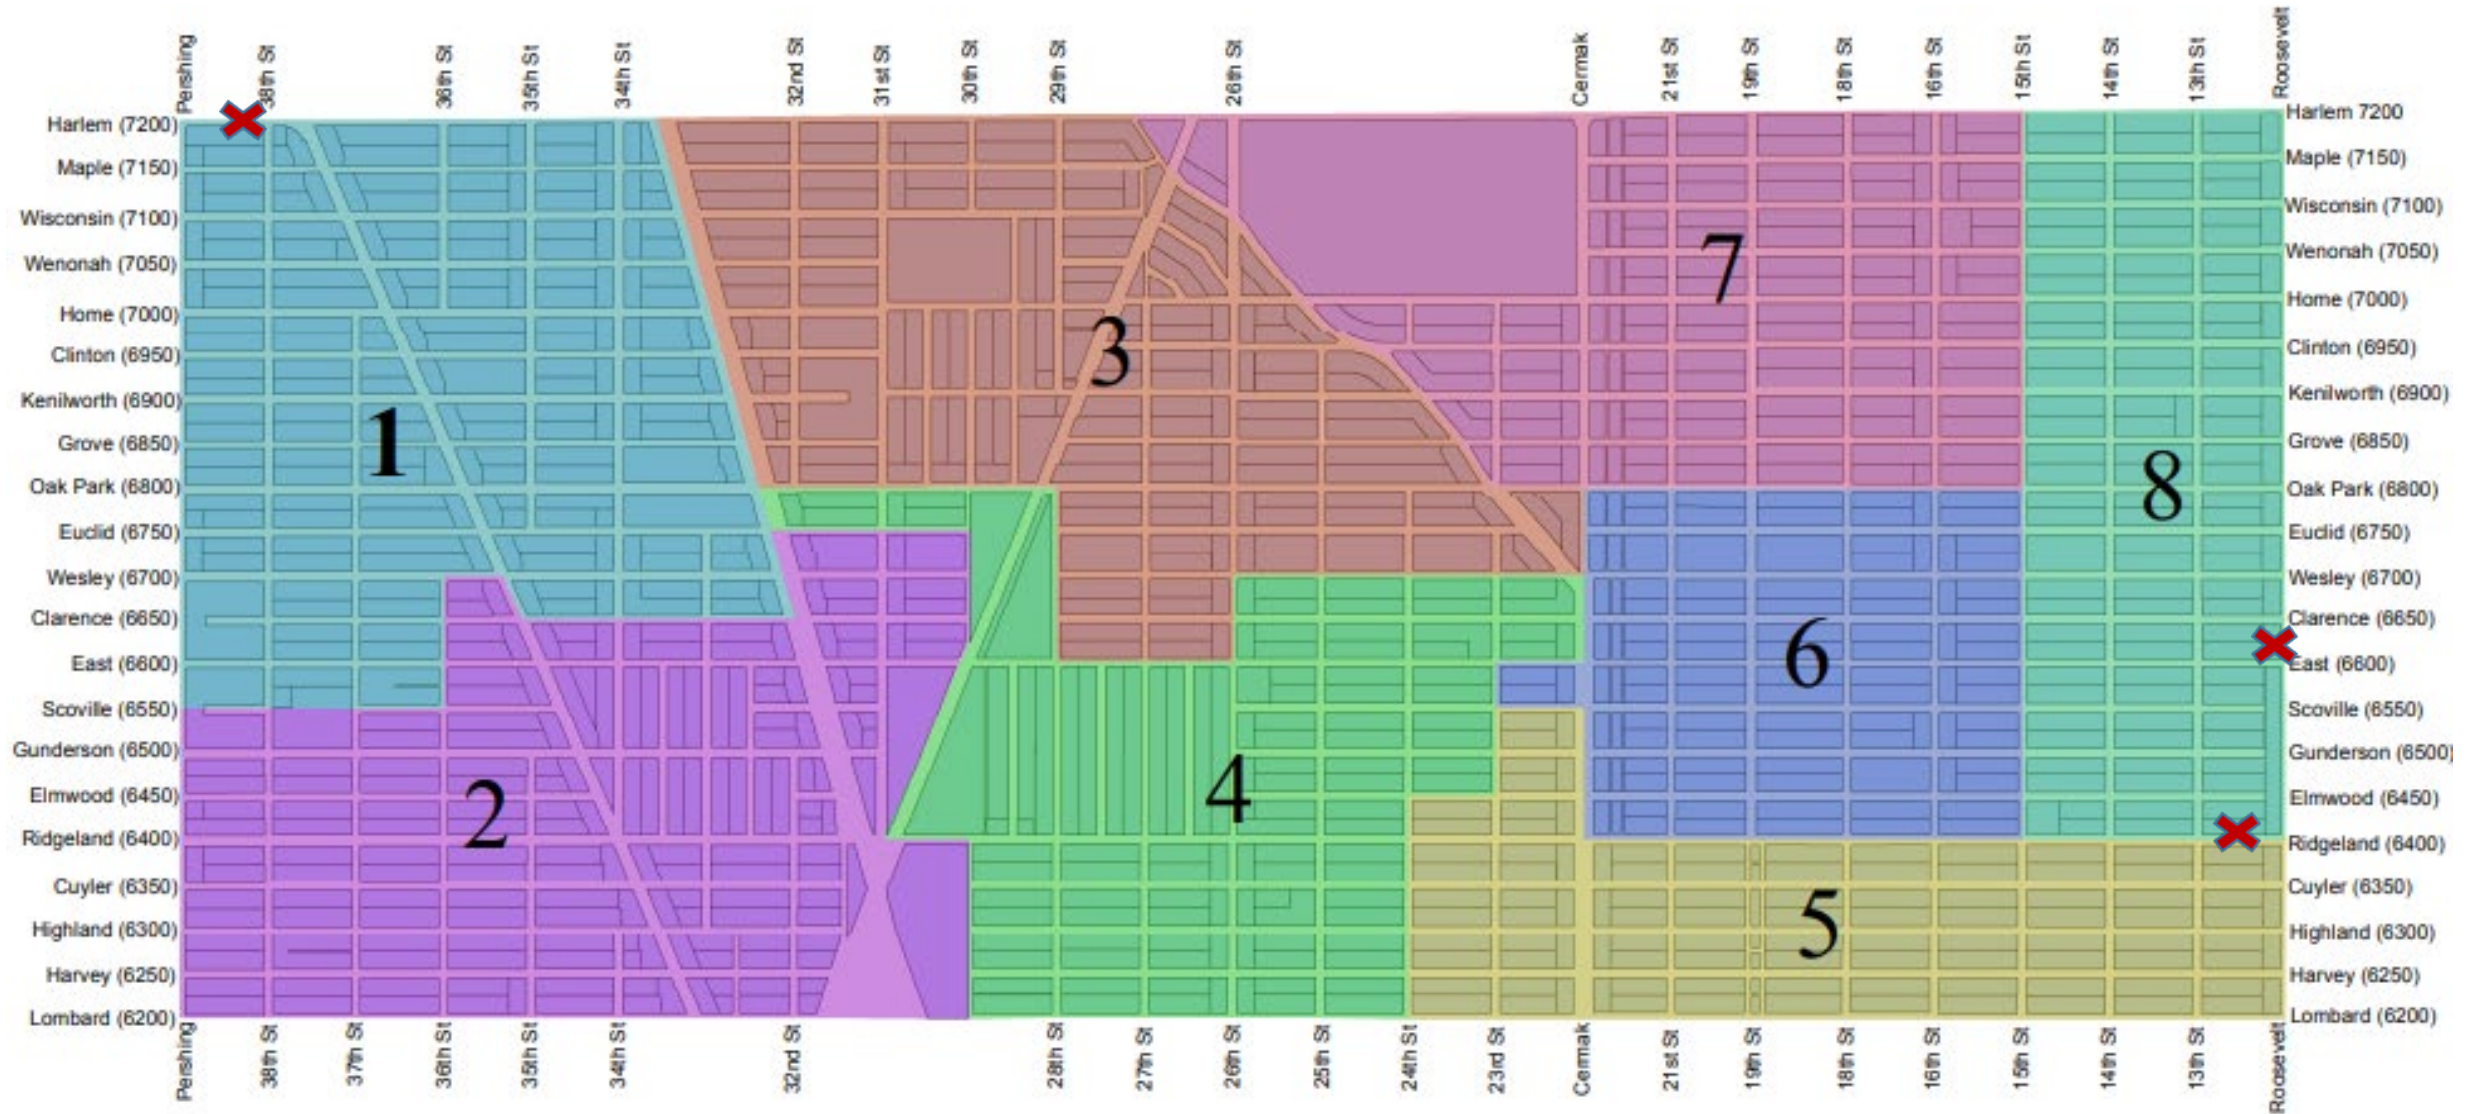 Pershing
38th St
36th St
35th St
34th St
32nd St
31st St
30th St
29th St
26th St
Cermak
21st St
19th St
18th St
16th St
15th St
14th St
13th St
Roosevelt
Harlem (7200)
Maple (7150)
Wisconsin (7100)
Wenonah (7050)
Home (7000)
Clinton (6950)
Kenilworth (6900)
Grove (6850)
Oak Park (6800)
Euclid (6750)
Wesley (6700)
Clarence (6650)
East (6600)
Scoville (6550)
Gunderson (6500)
Elmwood (6450)
Ridgeland (6400)
Cuyler (6350)
Highland (6300)
Harvey (6250)
Lombard (6200)
1
2
3
4
5
6
7
8
Harlem 7200
Maple (7150)
Wisconsin (7100)
Wenonah (7050)
Home (7000)
Clinton (6950)
Kenilworth (6900)
Grove (6850)
Oak Park (6800)
Euclid (6750)
Wesley (6700)
Clarence (6650)
East (6600)
Scoville (6550)
Gunderson (6500)
Elmwood (6450)
Ridgeland (6400)
Cuyler (6350)
Highland (6300)
Harvey (6250)
Lombard (6200)
Pershing
38th St
37th St
36th St
35th St
34th St
32nd St
28th St
27th St
26th St
25th St
24th St
23rd St
Cermak
21st St
19th St
18th St
16th St
15th St
14th St
13th St
Roosevelt